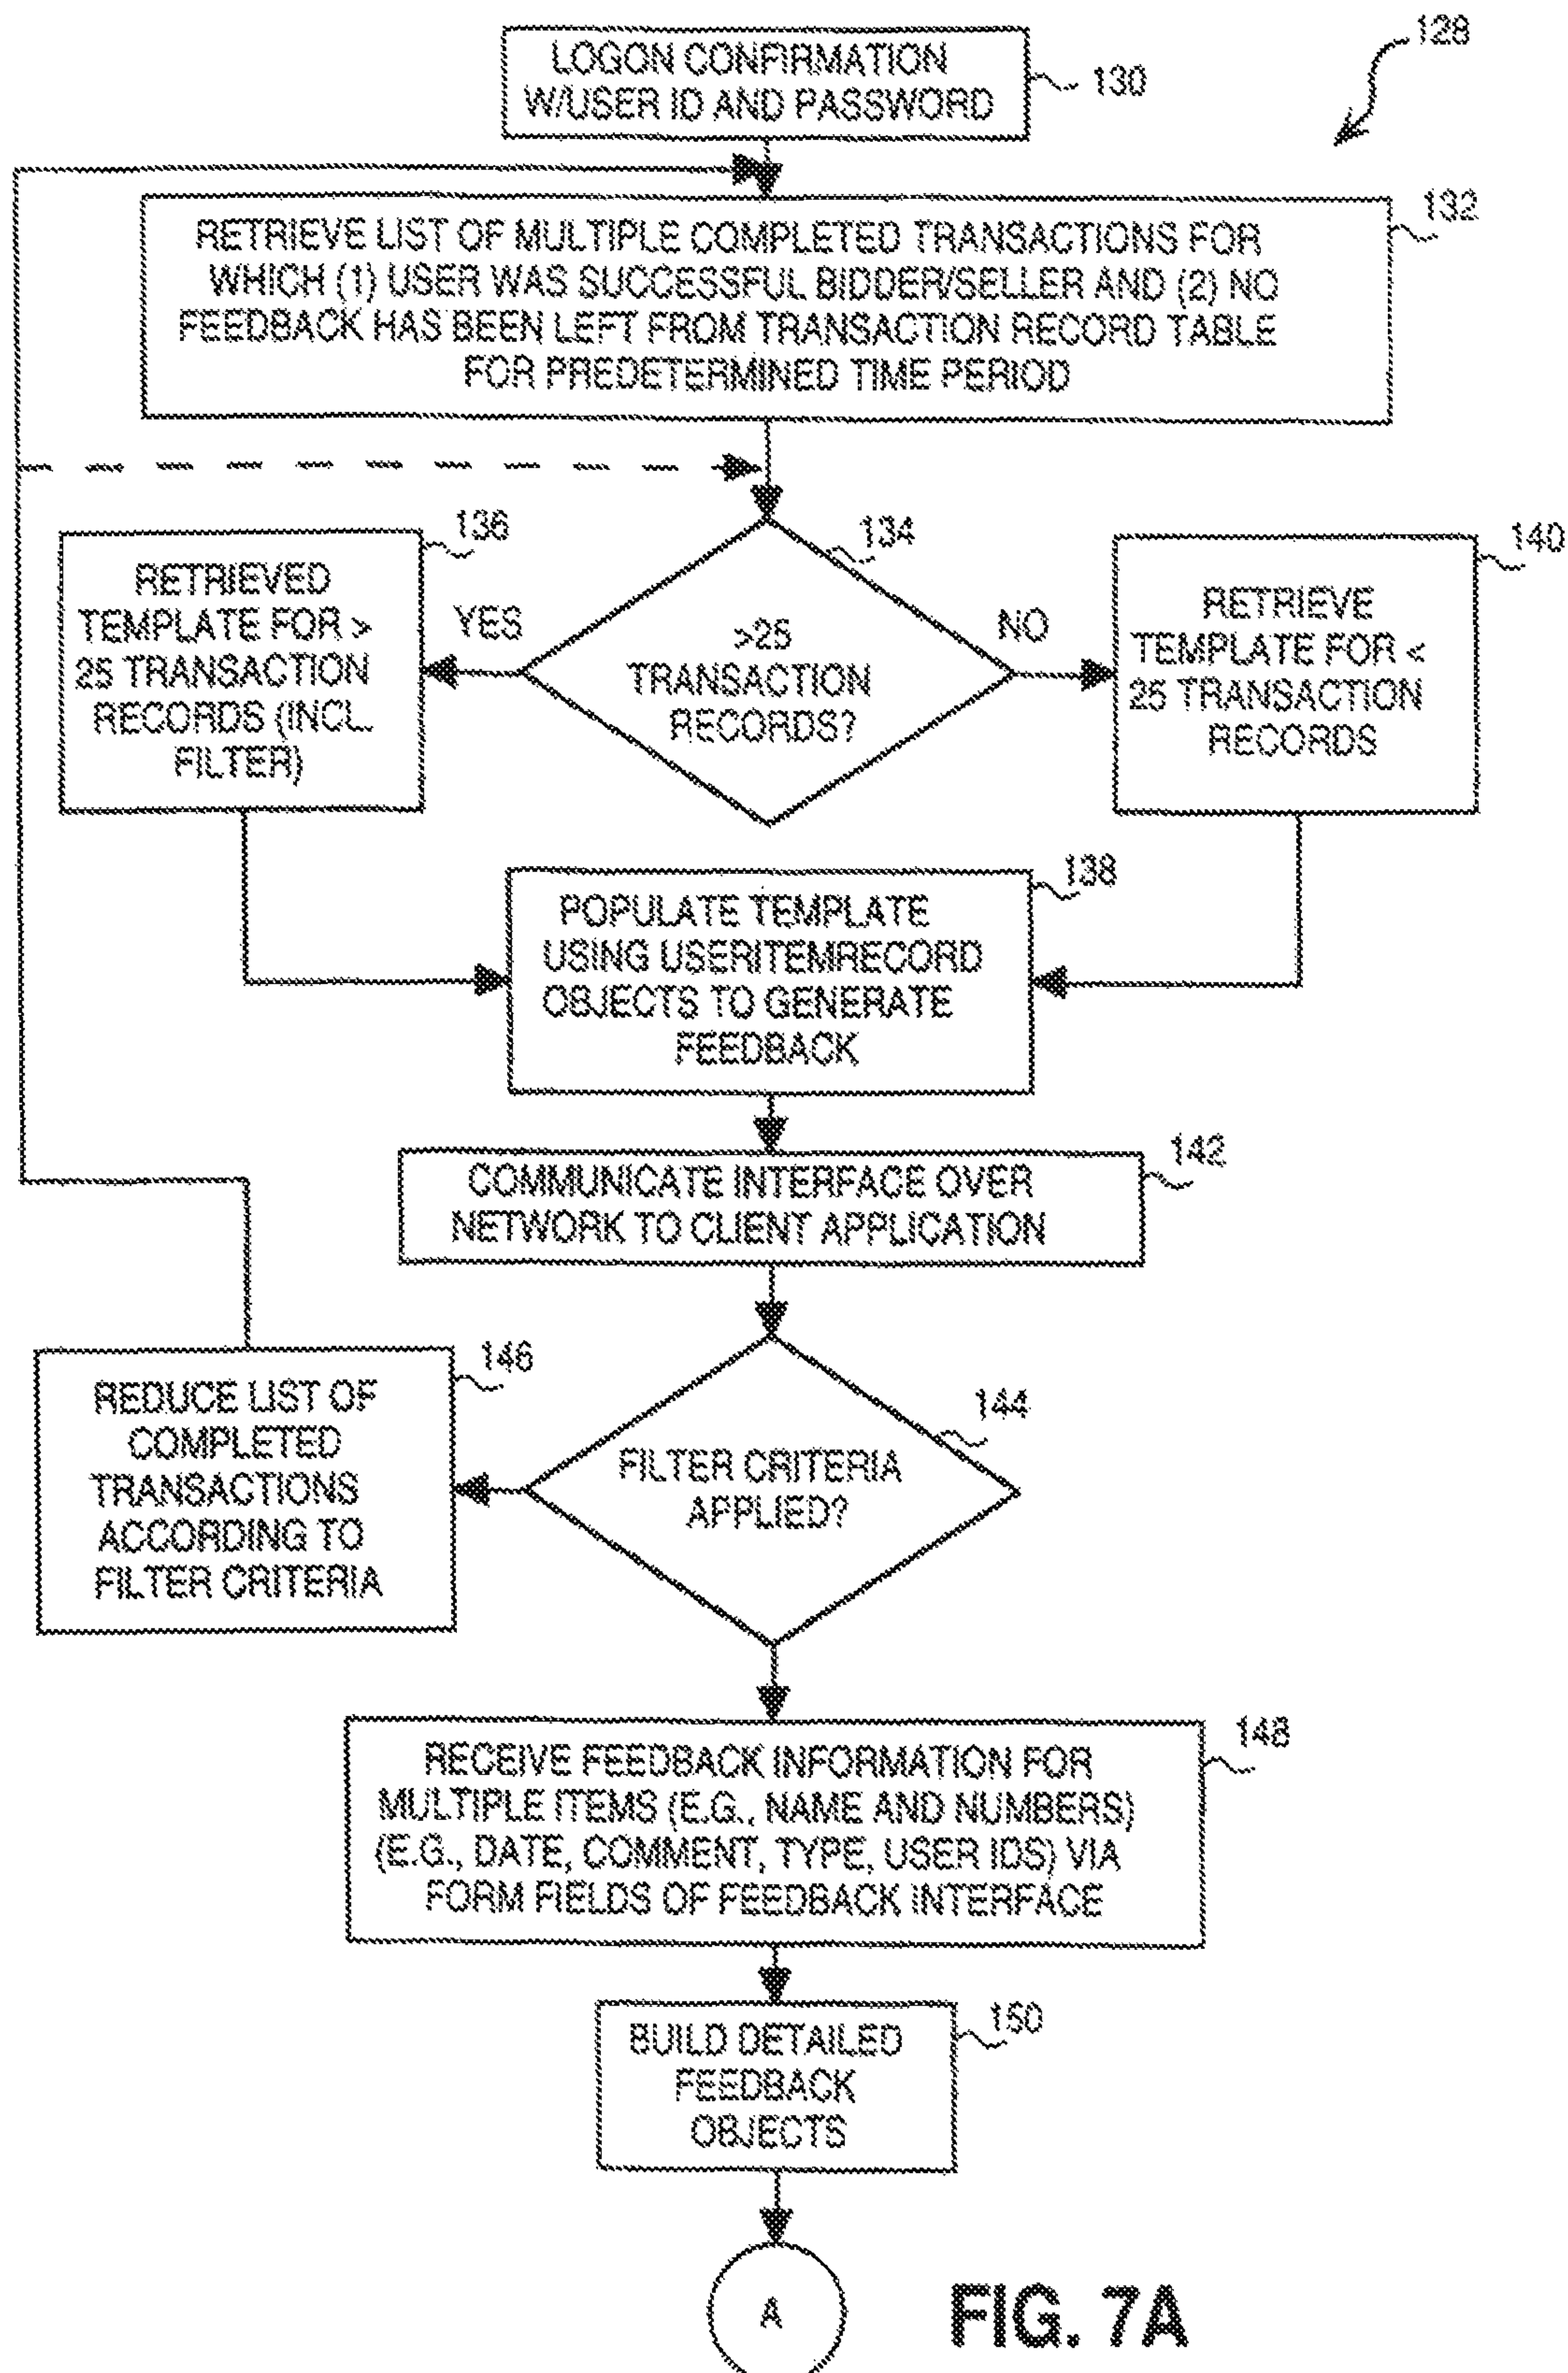 128
LOGON CONFIRMATION
W/USER ID AND PASSWORD
130
RETRIEVE LIST OF MULTIPLE COMPLETED TRANSACTIONS FOR
WHICH (1) USER WAS SUCCESSFUL BIDDER/SELLER AND (2) NO
FEEDBACK HAS BEEN LEFT FROM TRANSACTION RECORD TABLE
FOR PREDETERMINED TIME PERIOD
132
136
RETRIEVED
TEMPLATE FOR >
25 TRANSACTION
RECORDS (INCL.
FILTER)
YES
134
>25
TRANSACTION
RECORDS?
NO
140
RETRIEVE
TEMPLATE FOR <
25 TRANSACTION
RECORDS
138
POPULATE TEMPLATE
USING USERITEMRECORD
OBJECTS TO GENERATE
FEEDBACK
142
COMMUNICATE INTERFACE OVER
NETWORK TO CLIENT APPLICATION
146
REDUCE LIST OF
COMPLETED
TRANSACTIONS
ACCORDING TO
FILTER CRITERIA
144
FILTER CRITERIA
APPLIED?
148
RECEIVE FEEDBACK INFORMATION FOR
MULTIPLE ITEMS (E.G., NAME AND NUMBERS)
(E.G., DATE, COMMENT, TYPE, USER IDS) VIA
FORM FIELDS OF FEEDBACK INTERFACE
150
BUILD DETAILED
FEEDBACK
OBJECTS
A
FIG. 7A